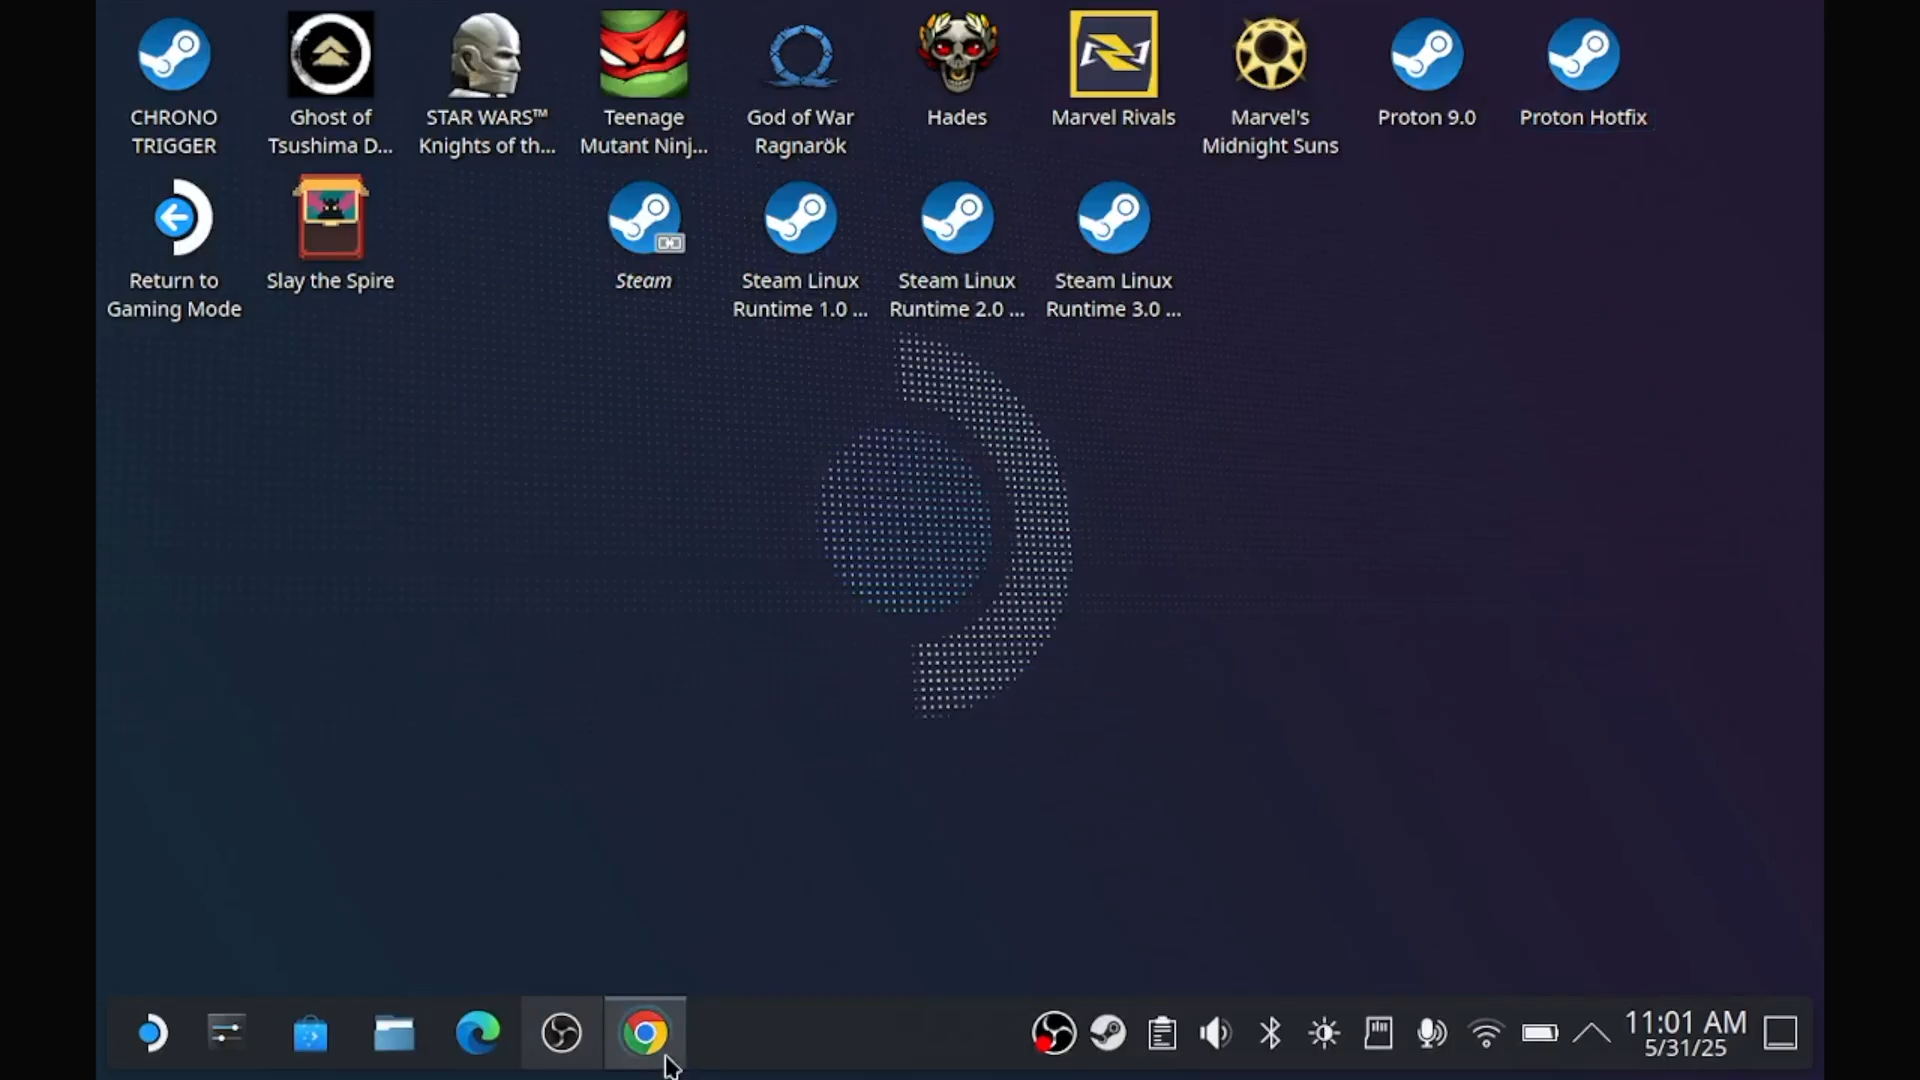 CHRONO
TRIGGER
Ghost of
Tsushima D...
STAR WARS™
Knights of th...
Teenage
Mutant Ninj...
God of War
Ragnarök
Hades
Marvel Rivals
Marvel's
Midnight Suns
Proton 9.0
Proton Hotfix
Return to
Gaming Mode
Slay the Spire
Steam
Steam Linux
Runtime 1.0 ...
Steam Linux
Runtime 2.0 ...
Steam Linux
Runtime 3.0 ...
11:01 AM
5/31/25